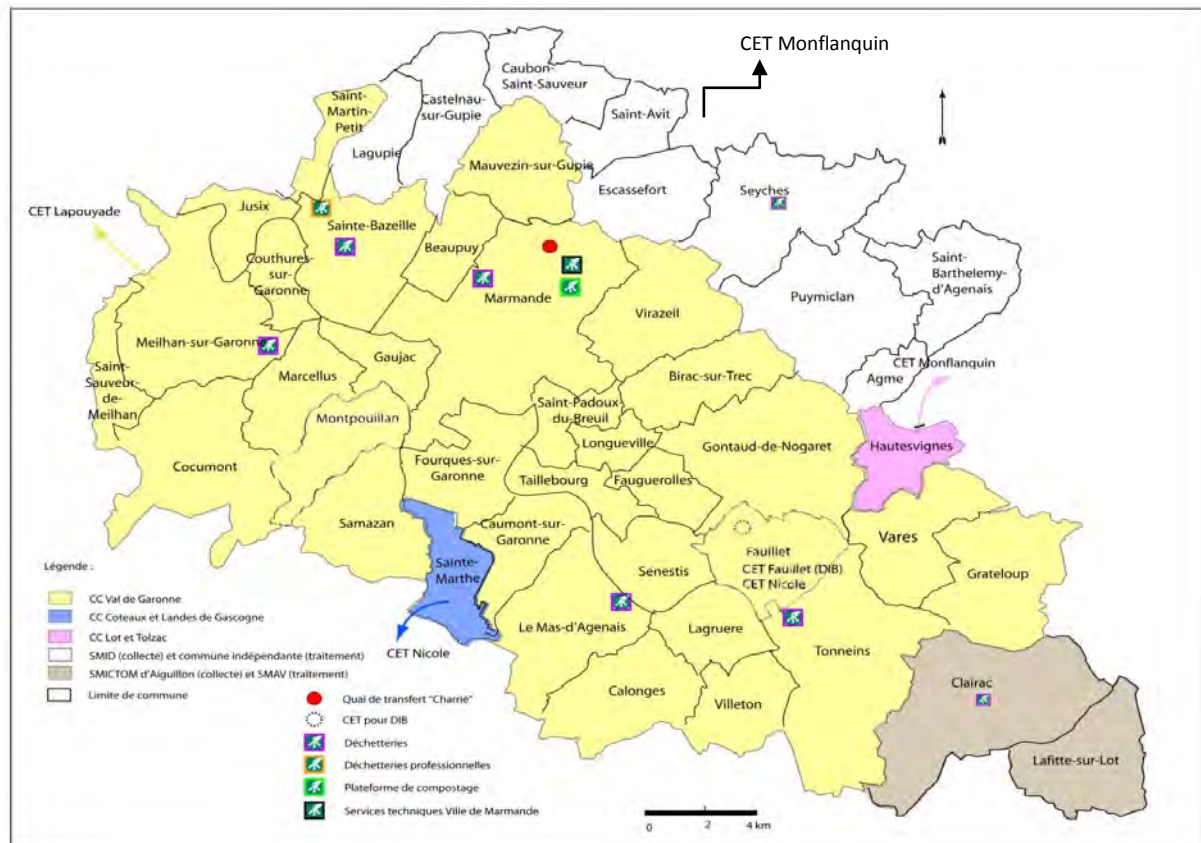 CET Monflanquin
Caubon-
Saint-Sauveur
Saint-
Martin-
Petit
Castelnau-
sur-Gupie
Saint-Avit
Lagupie
Mauvezin-sur-Gupie
Escassefort
Seyches
CET Lapouyade
Jusix
Sainte-Bazeille
Beaupuy
Couthures-
sur-
Garonne
Saint-
Barthelemy-
d'Agenais
Marmande
Puymiclan
Virazeil
Meilhan-sur-Garonne
Gaujac
CET Monflanquin
Saint-
Sauveur-
de-
Meilhan
Marcellus
Birac-sur-Trec
Agme
Montpouillan
Saint-Padoux
du-Breuil
Longueville
Gontaud-de-Nogaret
Hautesvignes
Cocumont
Fourques-sur-
Garonne
Taillebourg
Fauguerolles
Samazan
Caumont-sur-
Garonne
Vares
Fauillet
CET Fauillet (DIB)
CET Nicole
Sainte-
Marthe
Senestis
Grateloup
Le Mas-d'Agenais
Lagruere
Tonneins
CET Nicole
Clairac
Calonges
Villeton
Lafitte-sur-Lot
Légende :
CC Val de Garonne
CC Coteaux et Landes de Gascogne
CC Lot et Tolzac
SMID (collecte) et commune indépendante (traitement)
SMICTOM d'Aiguillon (collecte) et SMAV (traitement)
Limite de commune
Quai de transfert "Charrié"
CET pour DIB
Déchetteries
Déchetteries professionnelles
Plateforme de compostage
Services techniques Ville de Marmande
0 2 4 km